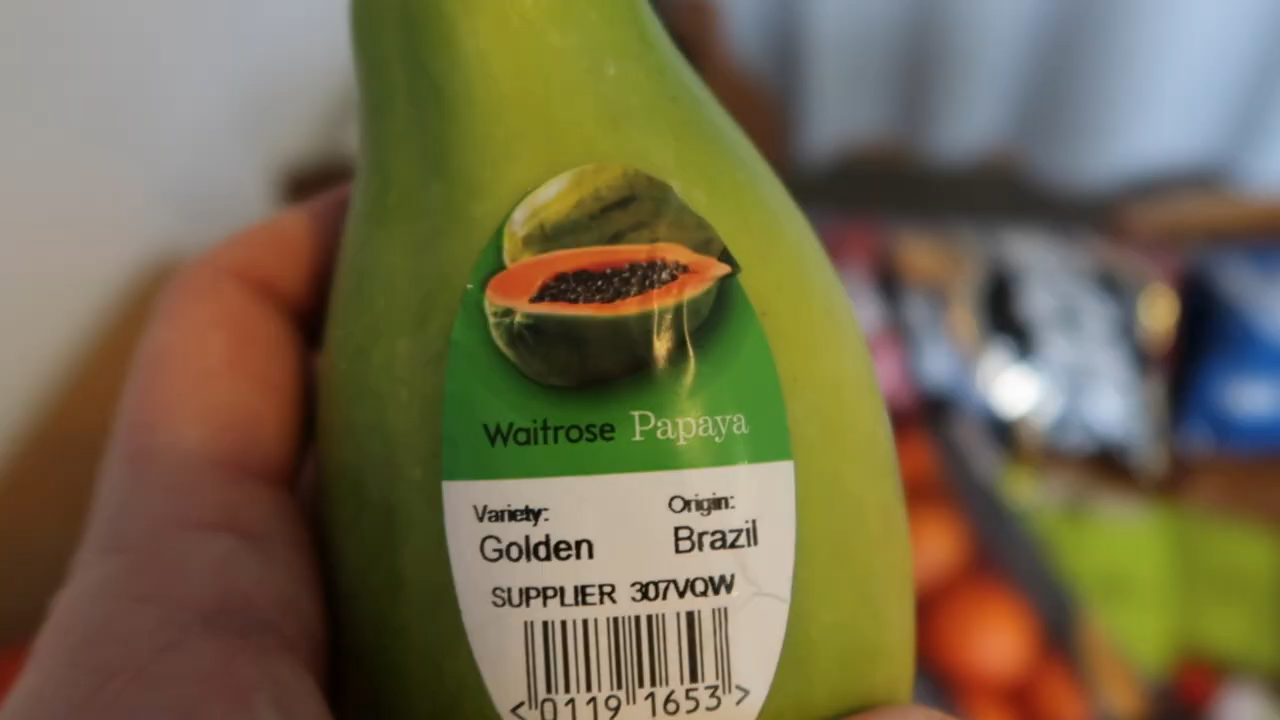 Waitrose Papaya
Variety: Origin:
Golden Brazil
SUPPLIER 307VQW
<0119 1653>